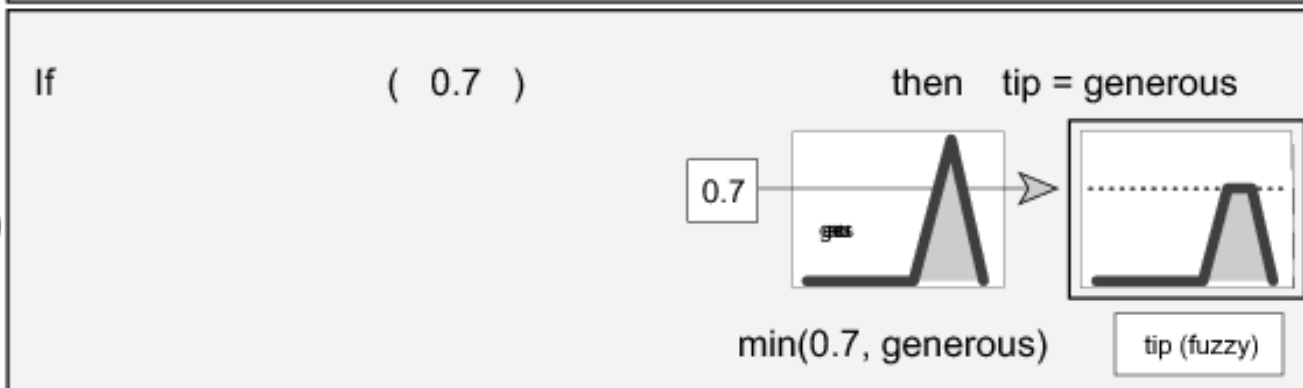 If ( 0.7 ) then tip = generous
0.7
min(0.7, generous)
tip (fuzzy)